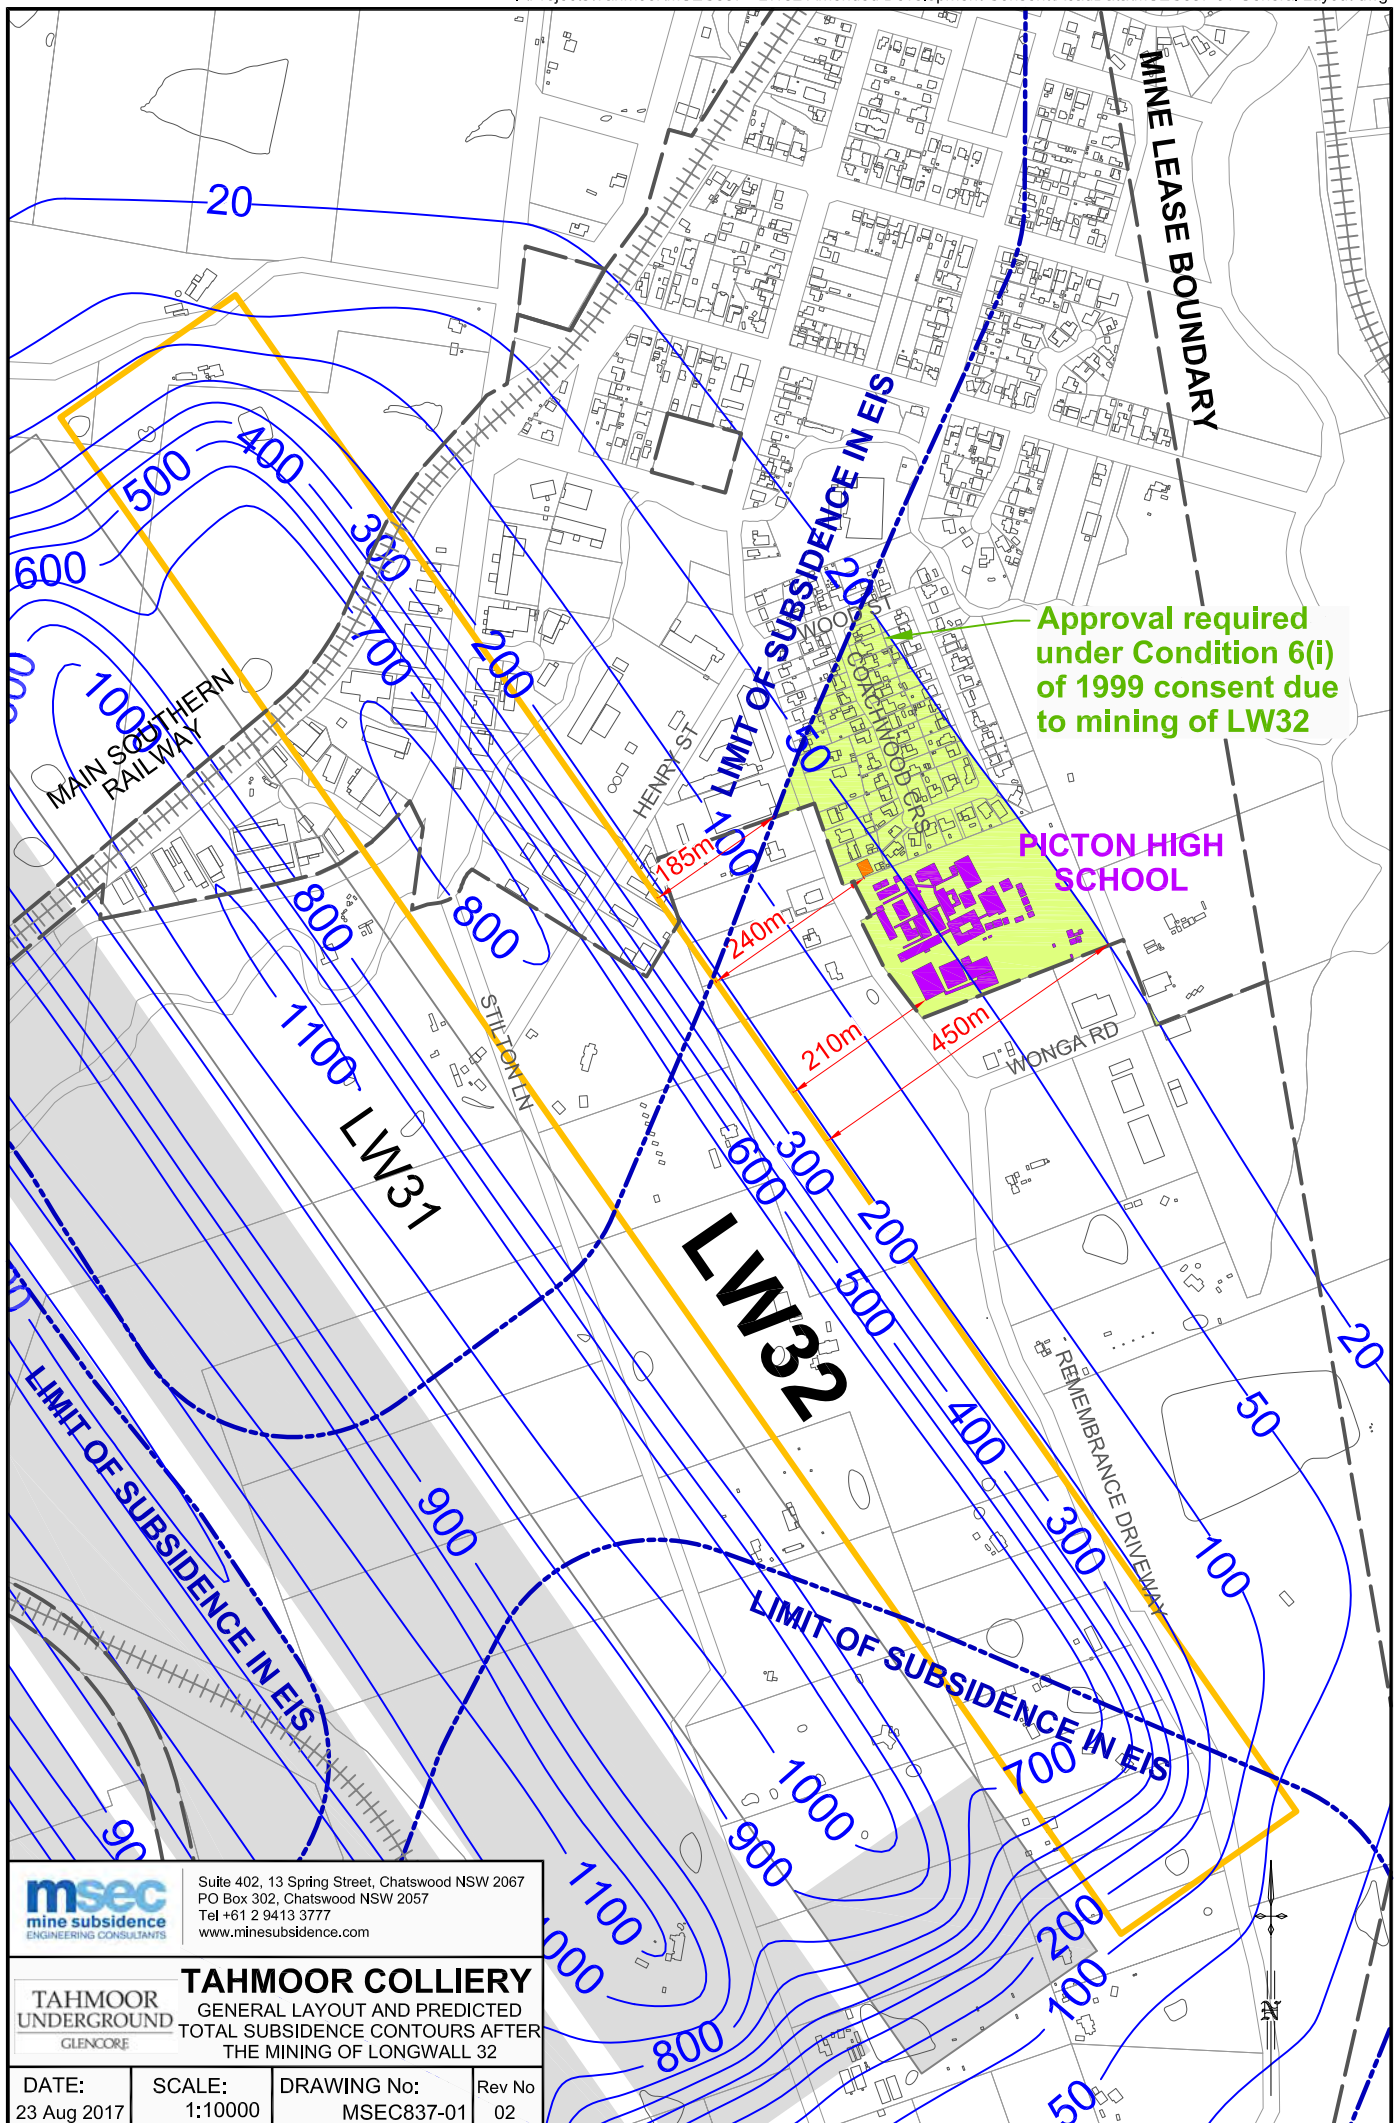 MINE LEASE BOUNDARY
20
LIMIT OF SUBSIDENCE IN EIS
400
500
300
600
20
WOOD ST
Approval required
under Condition 6(i)
of 1999 consent due
to mining of LW32
700
200
COACHWOOD CRS
1000
50
MAIN SOUTHERN
RAILWAY
HENRY ST
100
185m
PICTON HIGH
SCHOOL
800
800
240m
STILTON LN
1100
210m
450m
WONGA RD
LW31
600
300
200
LW32
500
20
LIMIT OF SUBSIDENCE IN EIS
REMEMBRANCE DRIVEWAY
50
400
900
300
100
LIMIT OF SUBSIDENCE IN EIS
700
1000
900
1100
200
100
800
50
N
msec
mine subsidence
ENGINEERING CONSULTANTS
Suite 402, 13 Spring Street, Chatswood NSW 2067
PO Box 302, Chatswood NSW 2057
Tel +61 2 9413 3777
www.minesubsidence.com
TAHMOOR
UNDERGROUND
GLENCORE
TAHMOOR COLLIERY
GENERAL LAYOUT AND PREDICTED
TOTAL SUBSIDENCE CONTOURS AFTER
THE MINING OF LONGWALL 32
DATE:
23 Aug 2017
SCALE:
1:10000
DRAWING No:
MSEC837-01
Rev No
02